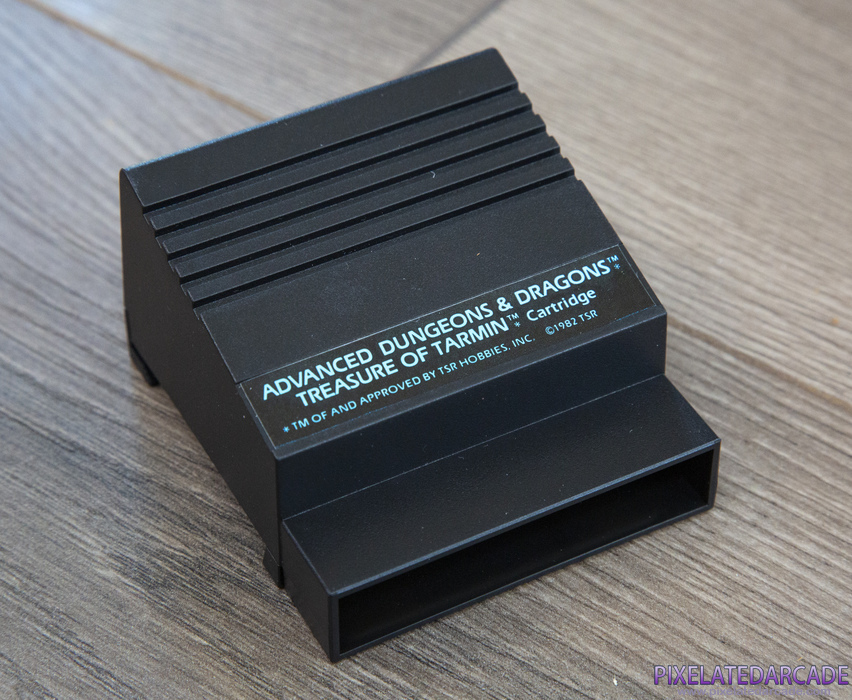 ADVANCED DUNGEONS & DRAGONS™*
TREASURE OF TARMIN™* Cartridge
*TM OF AND APPROVED BY TSR HOBBIES, INC. ©1982 TSR
PIXELATEDARCADE